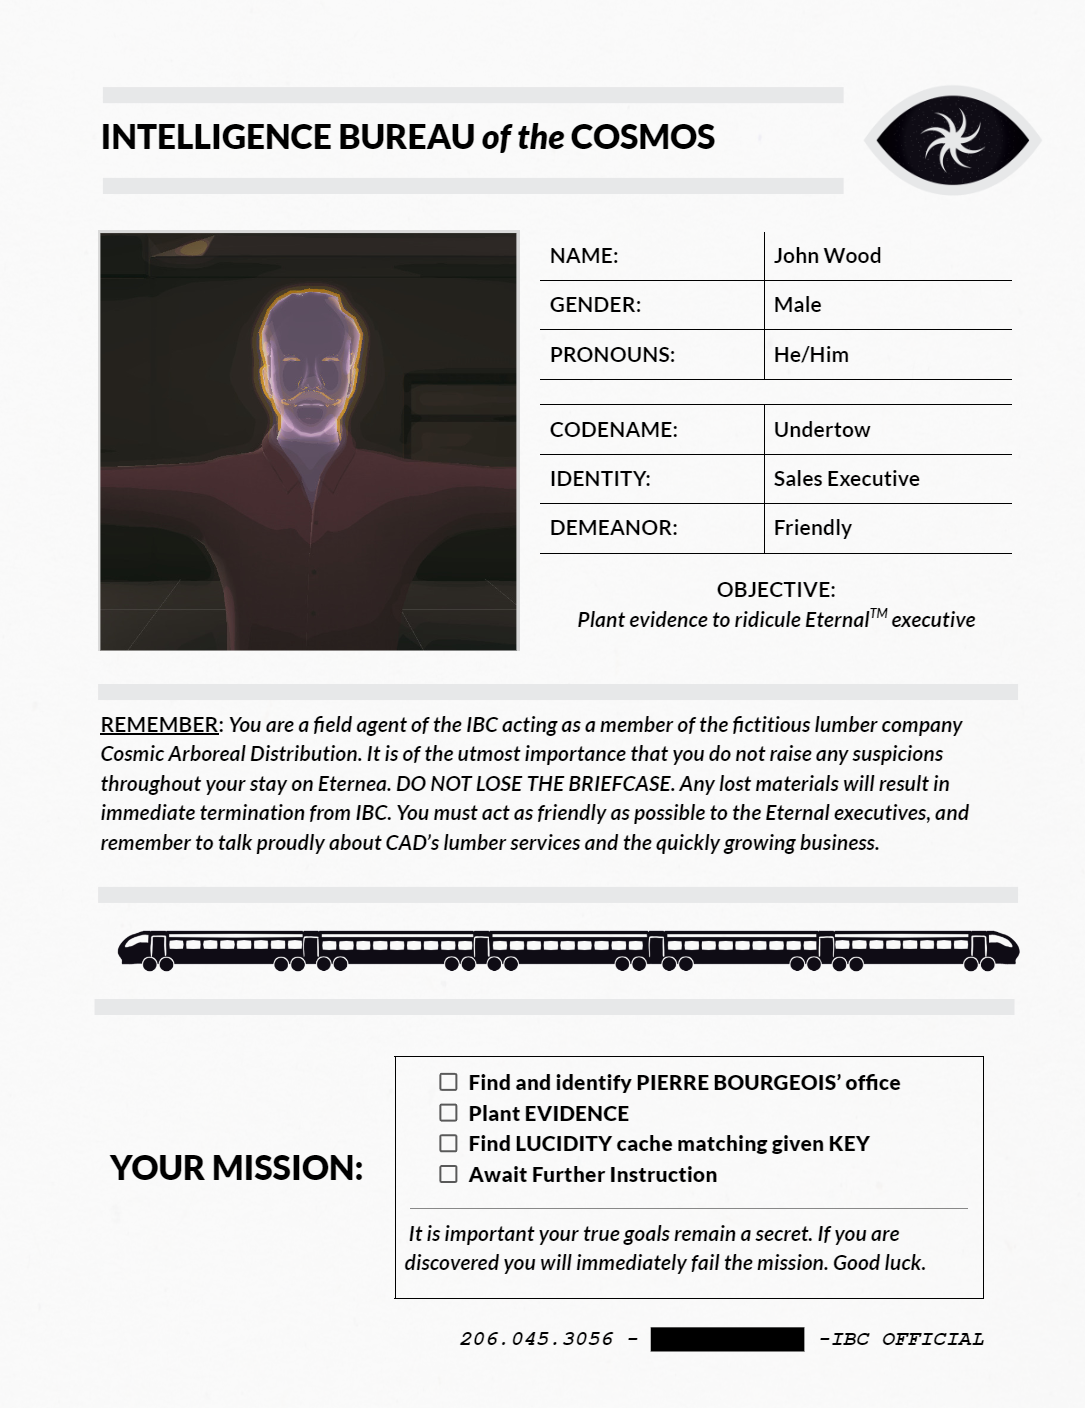 INTELLIGENCE BUREAU of the COSMOS
NAME: John Wood
GENDER: Male
PRONOUNS: He/Him
CODENAME: Undertow
IDENTITY: Sales Executive
DEMEANOR: Friendly
OBJECTIVE:
Plant evidence to ridicule Eternal™ executive
REMEMBER: You are a field agent of the IBC acting as a member of the fictitious lumber company
Cosmic Arboreal Distribution. It is of the utmost importance that you do not raise any suspicions
throughout your stay on Eternea. DO NOT LOSE THE BRIEFCASE. Any lost materials will result in
immediate termination from IBC. You must act as friendly as possible to the Eternal executives, and
remember to talk proudly about CAD’s lumber services and the quickly growing business.
YOUR MISSION:
Find and identify PIERRE BOURGEOIS’ office
Plant EVIDENCE
Find LUCIDITY cache matching given KEY
Await Further Instruction
It is important your true goals remain a secret. If you are
discovered you will immediately fail the mission. Good luck.
206.045.3056 - -IBC OFFICIAL